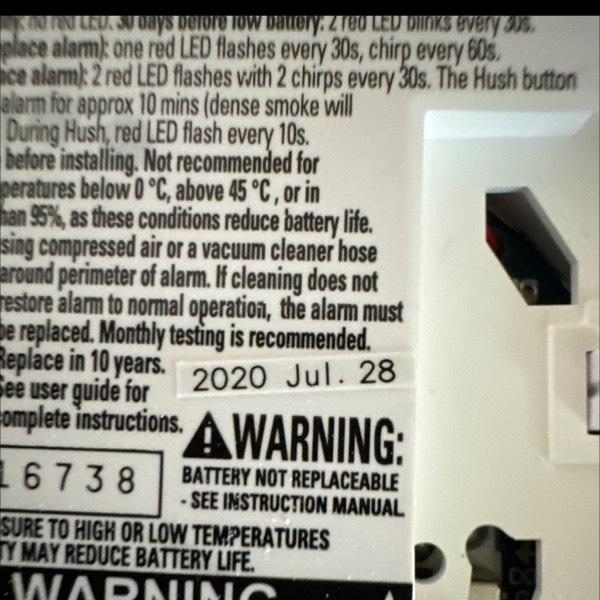 no red LED. 30 days before low battery: 2 red LED blinks every 30s.
place alarm): one red LED flashes every 30s, chirp every 60s.
ce alarm): 2 red LED flashes with 2 chirps every 30s. The Hush button
alarm for approx 10 mins (dense smoke will
During Hush, red LED flash every 10s.
before installing. Not recommended for
peratures below 0 °C, above 45 °C, or in
han 95%, as these conditions reduce battery life.
sing compressed air or a vacuum cleaner hose
around perimeter of alarm. If cleaning does not
restore alarm to normal operation, the alarm must
be replaced. Monthly testing is recommended.
Replace in 10 years.
2020 Jul. 28
See user guide for
complete instructions.
WARNING:
BATTERY NOT REPLACEABLE
- SEE INSTRUCTION MANUAL
16738
SURE TO HIGH OR LOW TEMPERATURES
TY MAY REDUCE BATTERY LIFE.
WARNING